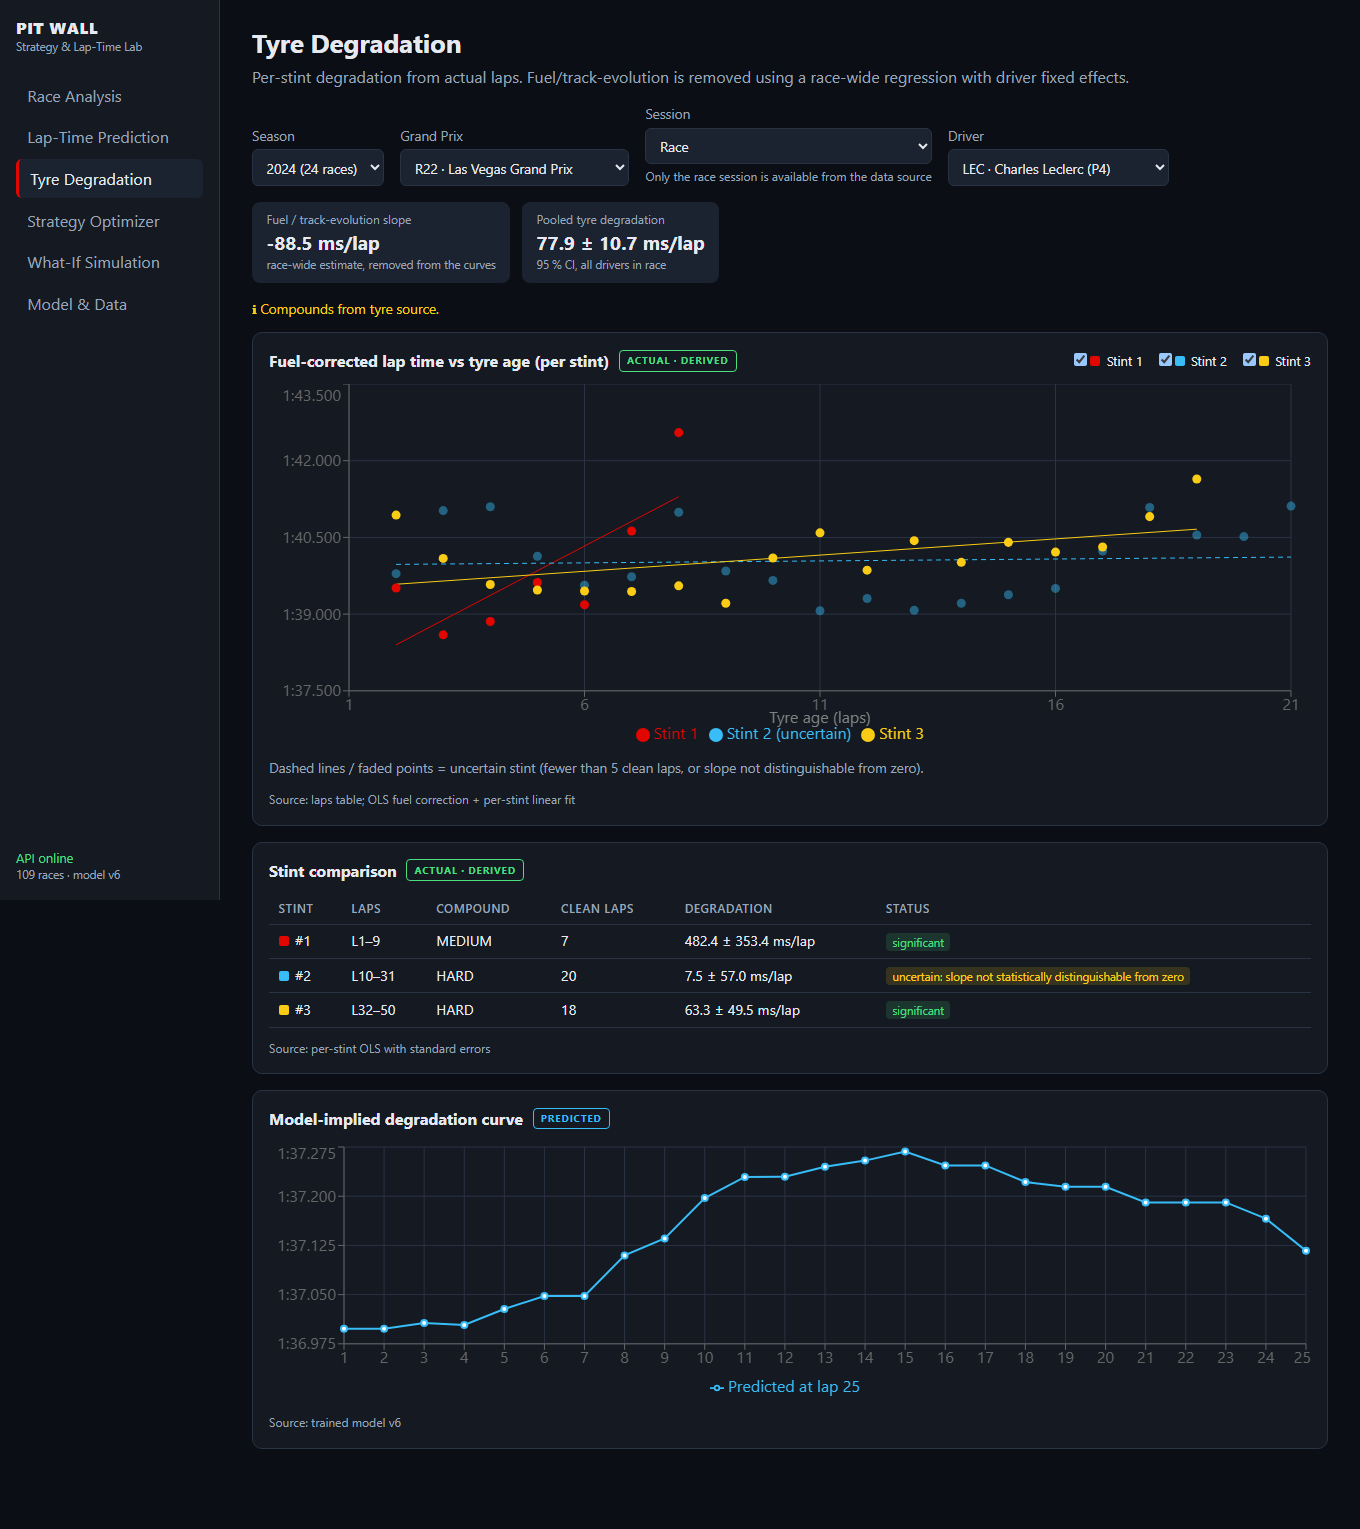 PIT WALL
Strategy & Lap-Time Lab
Race Analysis
Lap-Time Prediction
Tyre Degradation
Strategy Optimizer
What-If Simulation
Model & Data
API online
109 races · model v6
Tyre Degradation
Per-stint degradation from actual laps. Fuel/track-evolution is removed using a race-wide regression with driver fixed effects.
Season
2024 (24 races)
Grand Prix
R22 · Las Vegas Grand Prix
Session
Race
Only the race session is available from the data source
Driver
LEC · Charles Leclerc (P4)
Fuel / track-evolution slope
-88.5 ms/lap
race-wide estimate, removed from the curves
Pooled tyre degradation
77.9 ± 10.7 ms/lap
95 % CI, all drivers in race
ℹ Compounds from tyre source.
Fuel-corrected lap time vs tyre age (per stint) ACTUAL · DERIVED
Stint 1 Stint 2 Stint 3
1:43.500
1:42.000
1:40.500
1:39.000
1:37.500
1 6 11 16 21
Tyre age (laps)
Stint 1 Stint 2 (uncertain) Stint 3
Dashed lines / faded points = uncertain stint (fewer than 5 clean laps, or slope not distinguishable from zero).
Source: laps table; OLS fuel correction + per-stint linear fit
Stint comparison ACTUAL · DERIVED
STINT LAPS COMPOUND CLEAN LAPS DEGRADATION STATUS
#1 L1–9 MEDIUM 7 482.4 ± 353.4 ms/lap significant
#2 L10–31 HARD 20 7.5 ± 57.0 ms/lap uncertain: slope not statistically distinguishable from zero
#3 L32–50 HARD 18 63.3 ± 49.5 ms/lap significant
Source: per-stint OLS with standard errors
Model-implied degradation curve PREDICTED
1:37.275
1:37.200
1:37.125
1:37.050
1:36.975
1 2 3 4 5 6 7 8 9 10 11 12 13 14 15 16 17 18 19 20 21 22 23 24 25
Predicted at lap 25
Source: trained model v6